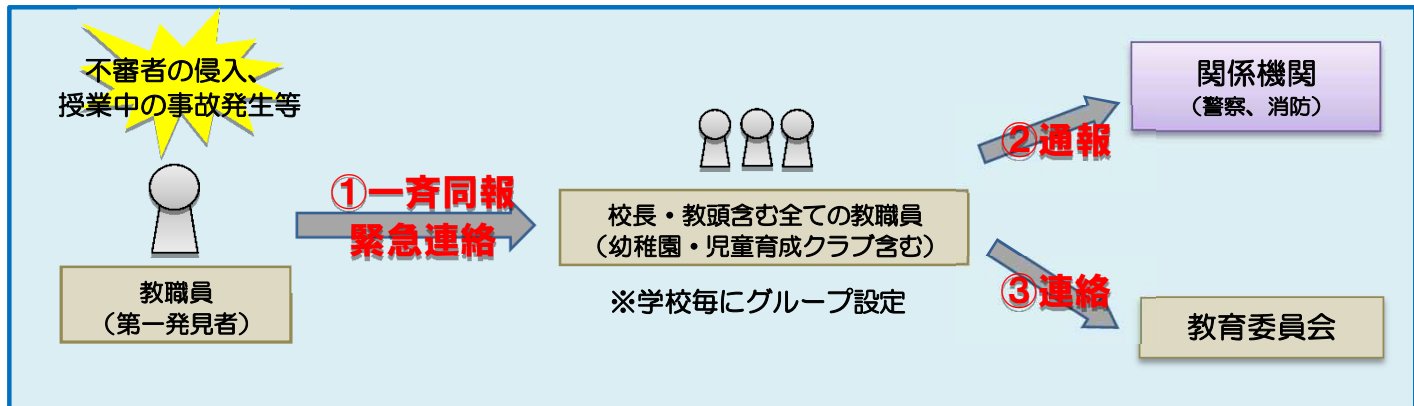 不審者の侵入、
授業中の事故発生等
教職員
（第一発見者）
①一斉同報
緊急連絡
校長・教頭含む全ての教職員
（幼稚園・児童育成クラブ含む）
※学校毎にグループ設定
②通報
関係機関
（警察、消防）
③連絡
教育委員会